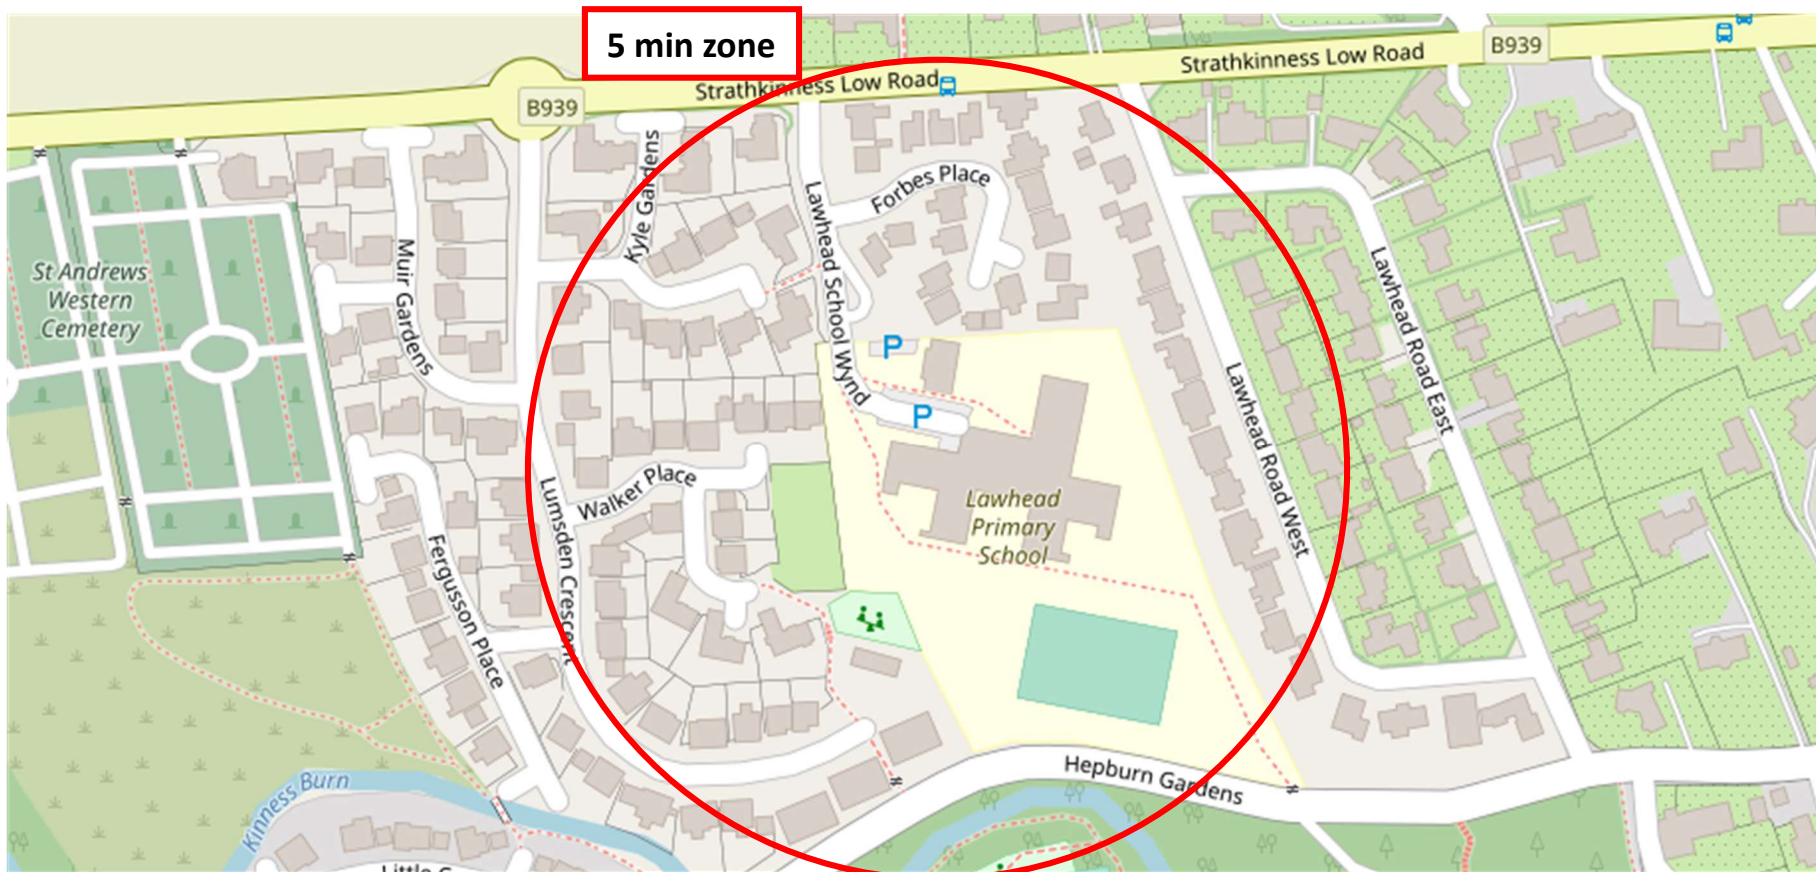 5 min zone
Strathkinness Low Road
Strathkinness Low Road
B939
B939
Kyle Gardens
Forbes Place
Lawhead School Wynd
Muir Gardens
St Andrews
Western
Cemetery
Lawhead Road East
P
P
Lawhead Road West
Walker Place
Lumsden Crescent
Lawhead
Primary
School
Fergusson Place
Hepburn Gardens
Kinness Burn